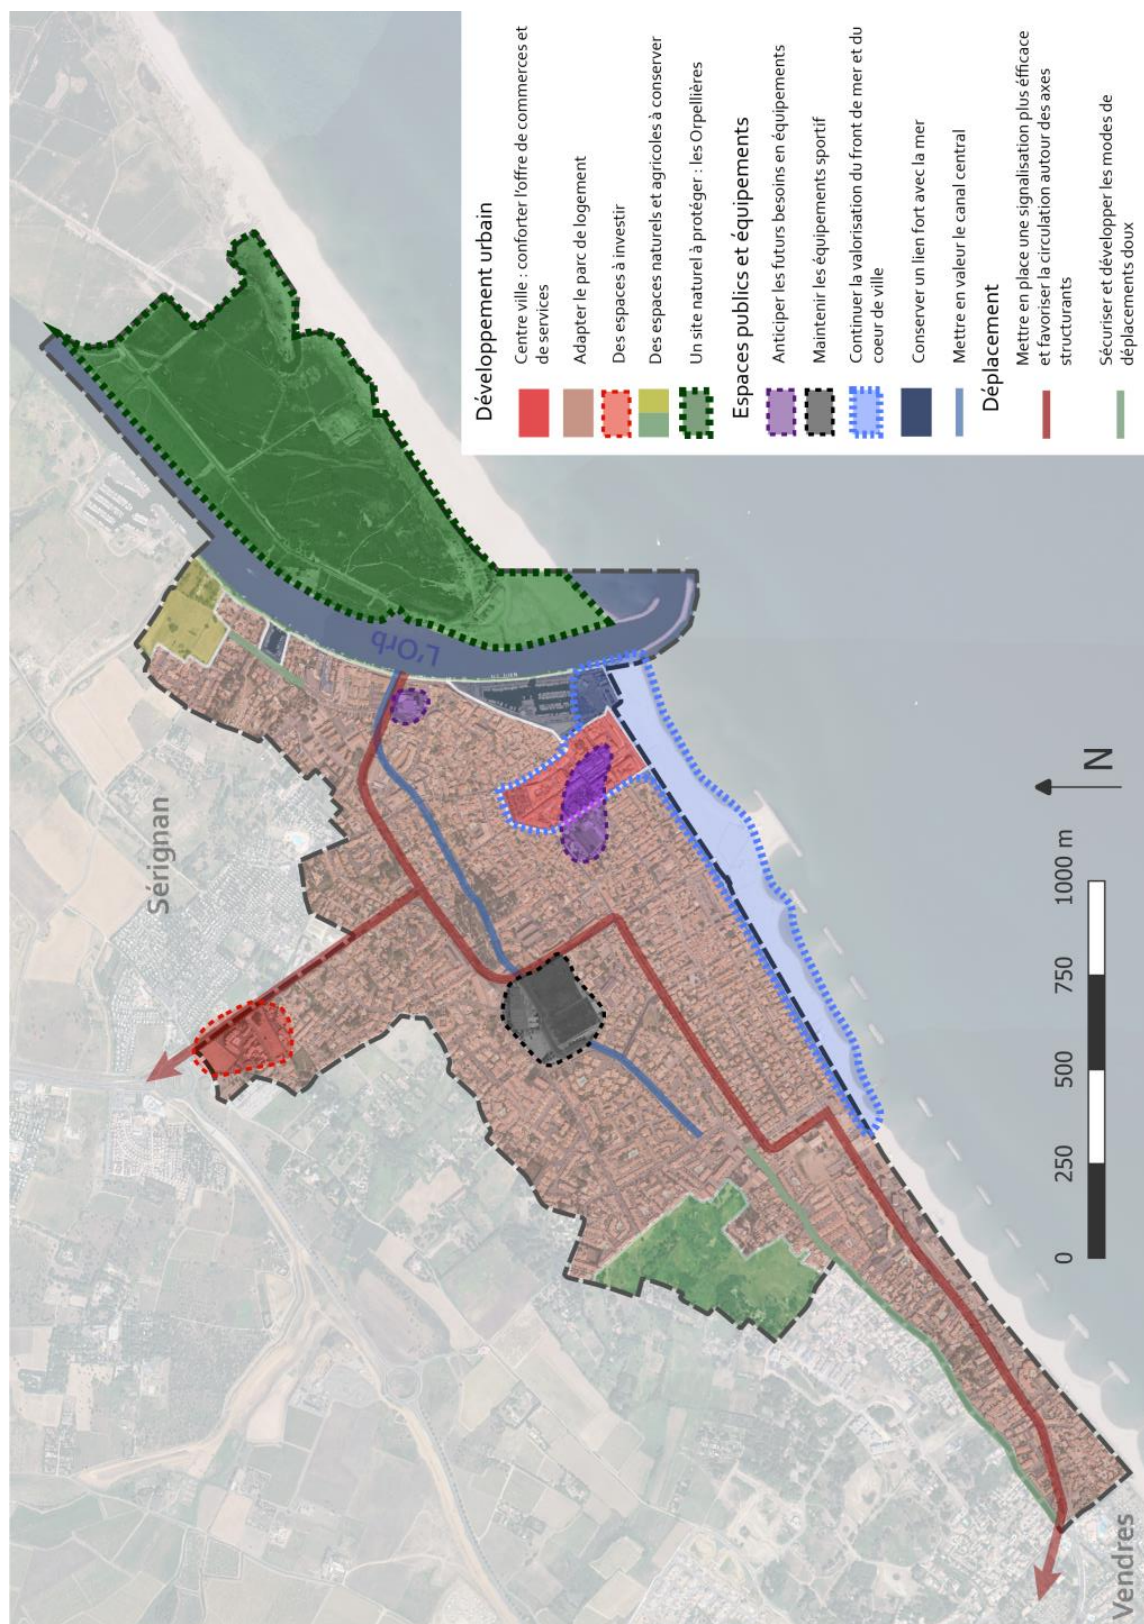 Développement urbain
Centre ville : conforter l'offre de commerces et
de services
Adapter le parc de logement
Des espaces à investir
Des espaces naturels et agricoles à conserver
Un site naturel à protéger : les Orpellières
Espaces publics et équipements
Anticiper les futurs besoins en équipements
Maintenir les équipements sportif
Continuer la valorisation du front de mer et du
coeur de ville
Conserver un lien fort avec la mer
Mettre en valeur le canal central
Déplacement
Mettre en place une signalisation plus éfficace
et favoriser la circulation autour des axes
structurants
Sécuriser et développer les modes de
déplacements doux
Sérignan
L'Orb
Vendres
0 250 500 750 1000 m
N